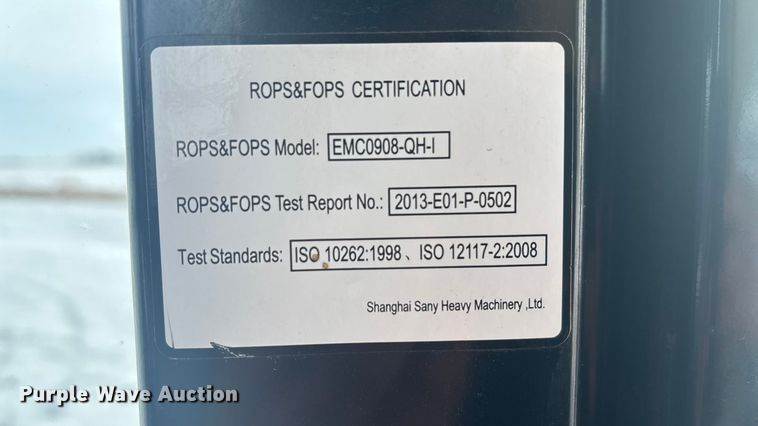 ROPS&FOPS CERTIFICATION
ROPS&FOPS Model: EMC0908-QH-I
ROPS&FOPS Test Report No.: 2013-E01-P-0502
Test Standards: ISO 10262:1998、ISO 12117-2:2008
Shanghai Sany Heavy Machinery ,Ltd.
Purple Wave Auction